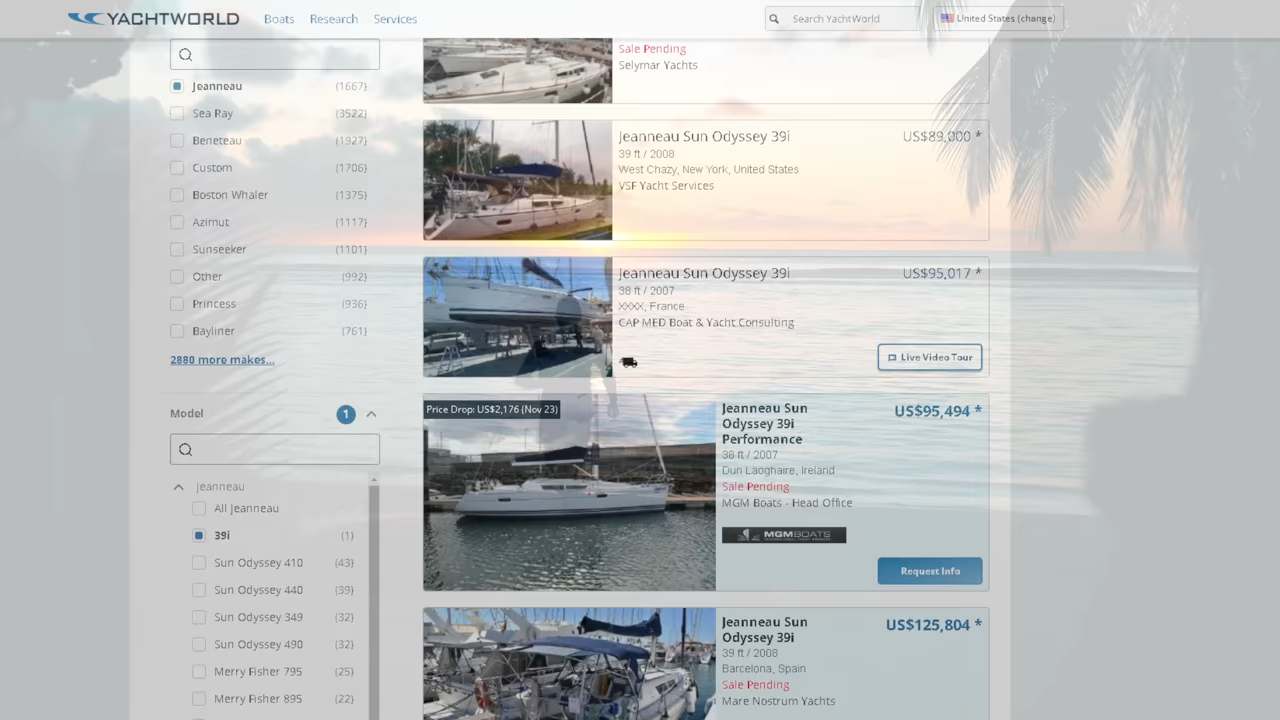 YACHTWORLD
Boats Research Services
Search YachtWorld
United States (change)
Jeanneau (1667)
Sea Ray (3522)
Beneteau (1927)
Custom (1706)
Boston Whaler (1375)
Azimut (1117)
Sunseeker (1101)
Other (992)
Princess (936)
Bayliner (761)
2880 more makes...
Model 1
Jeanneau
All Jeanneau
39i (1)
Sun Odyssey 410 (43)
Sun Odyssey 440 (39)
Sun Odyssey 349 (32)
Sun Odyssey 490 (32)
Merry Fisher 795 (25)
Merry Fisher 895 (22)
Sale Pending
Selymar Yachts
Jeanneau Sun Odyssey 39i US$89,000 *
39 ft / 2008
West Chazy, New York, United States
VSF Yacht Services
Jeanneau Sun Odyssey 39i US$95,017 *
38 ft / 2007
XXXX, France
CAP MED Boat & Yacht Consulting
Live Video Tour
Price Drop: US$2,176 (Nov 23)
Jeanneau Sun US$95,494 *
Odyssey 39i
Performance
38 ft / 2007
Dun Laoghaire, Ireland
Sale Pending
MGM Boats - Head Office
MGMBOATS
Request Info
Jeanneau Sun US$125,804 *
Odyssey 39i
39 ft / 2008
Barcelona, Spain
Sale Pending
Mare Nostrum Yachts